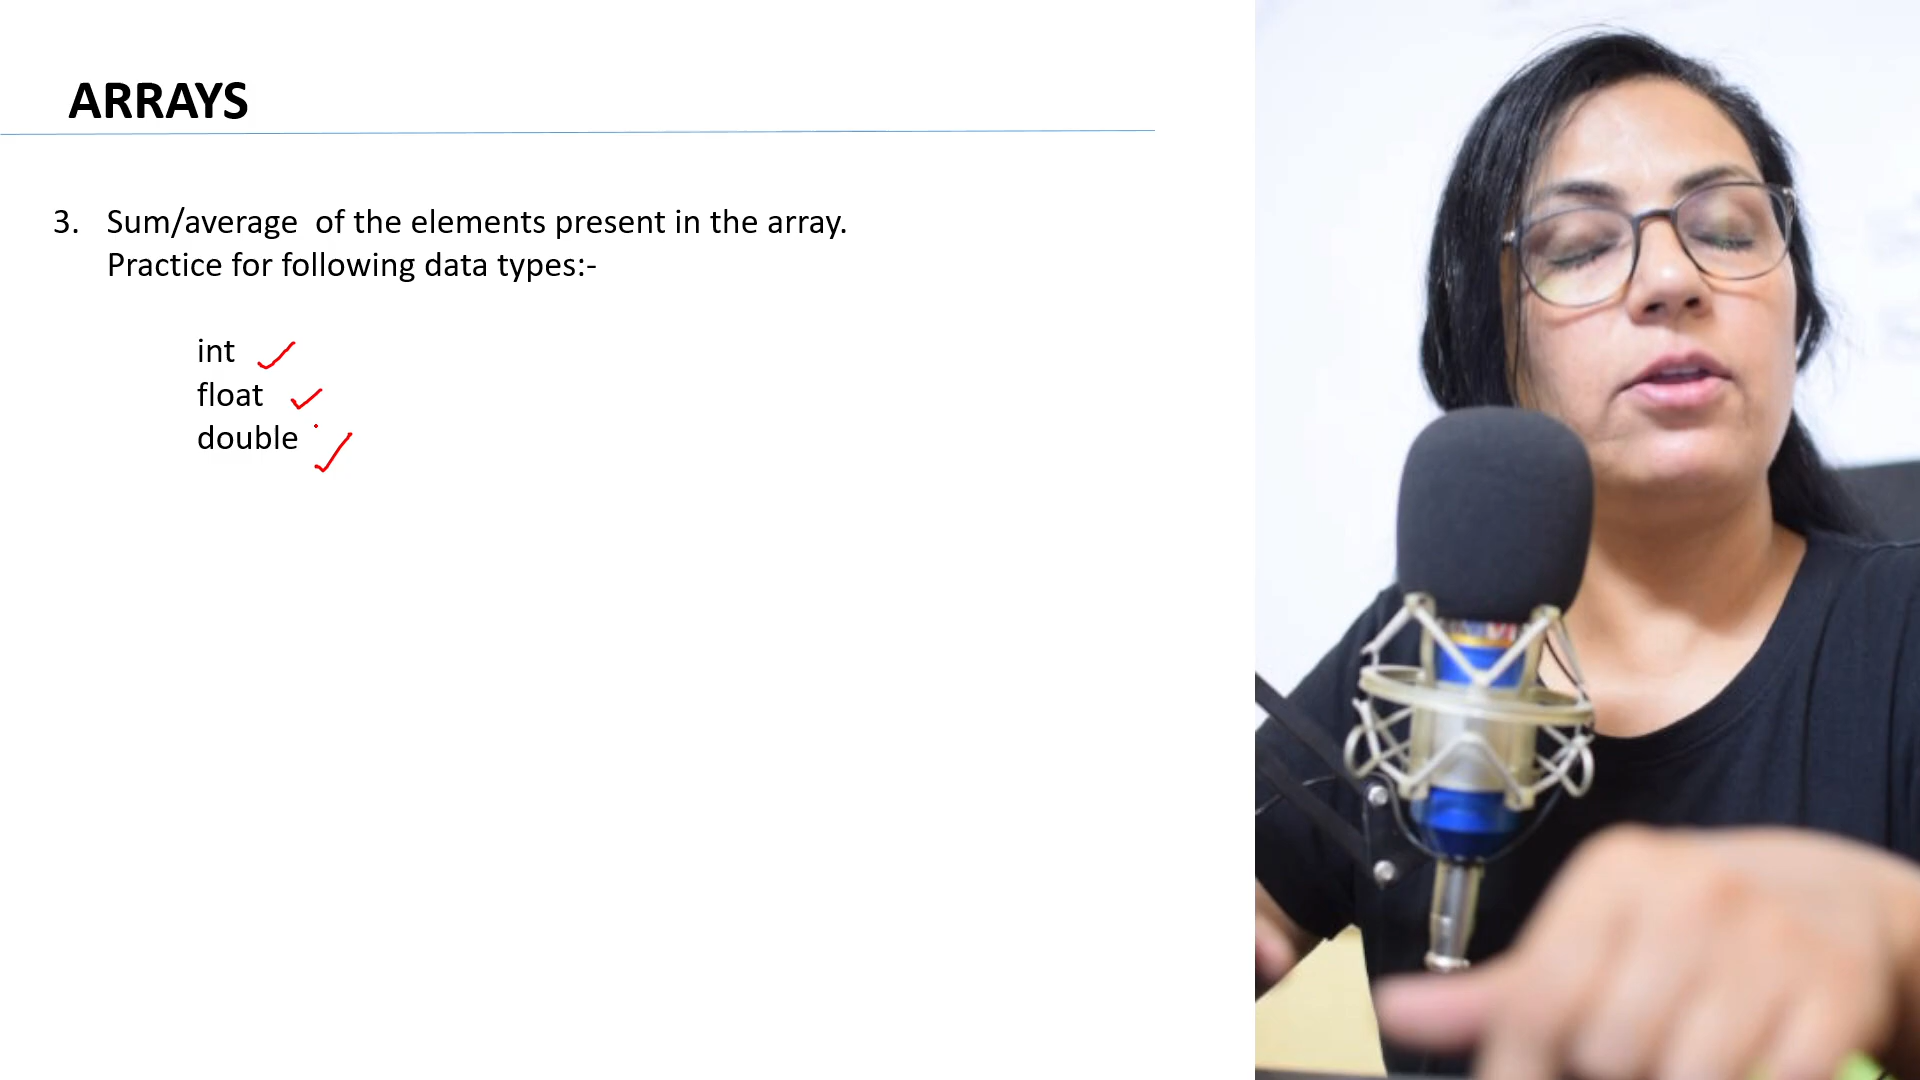 ARRAYS
3. Sum/average of the elements present in the array.
Practice for following data types:-
int
float
double